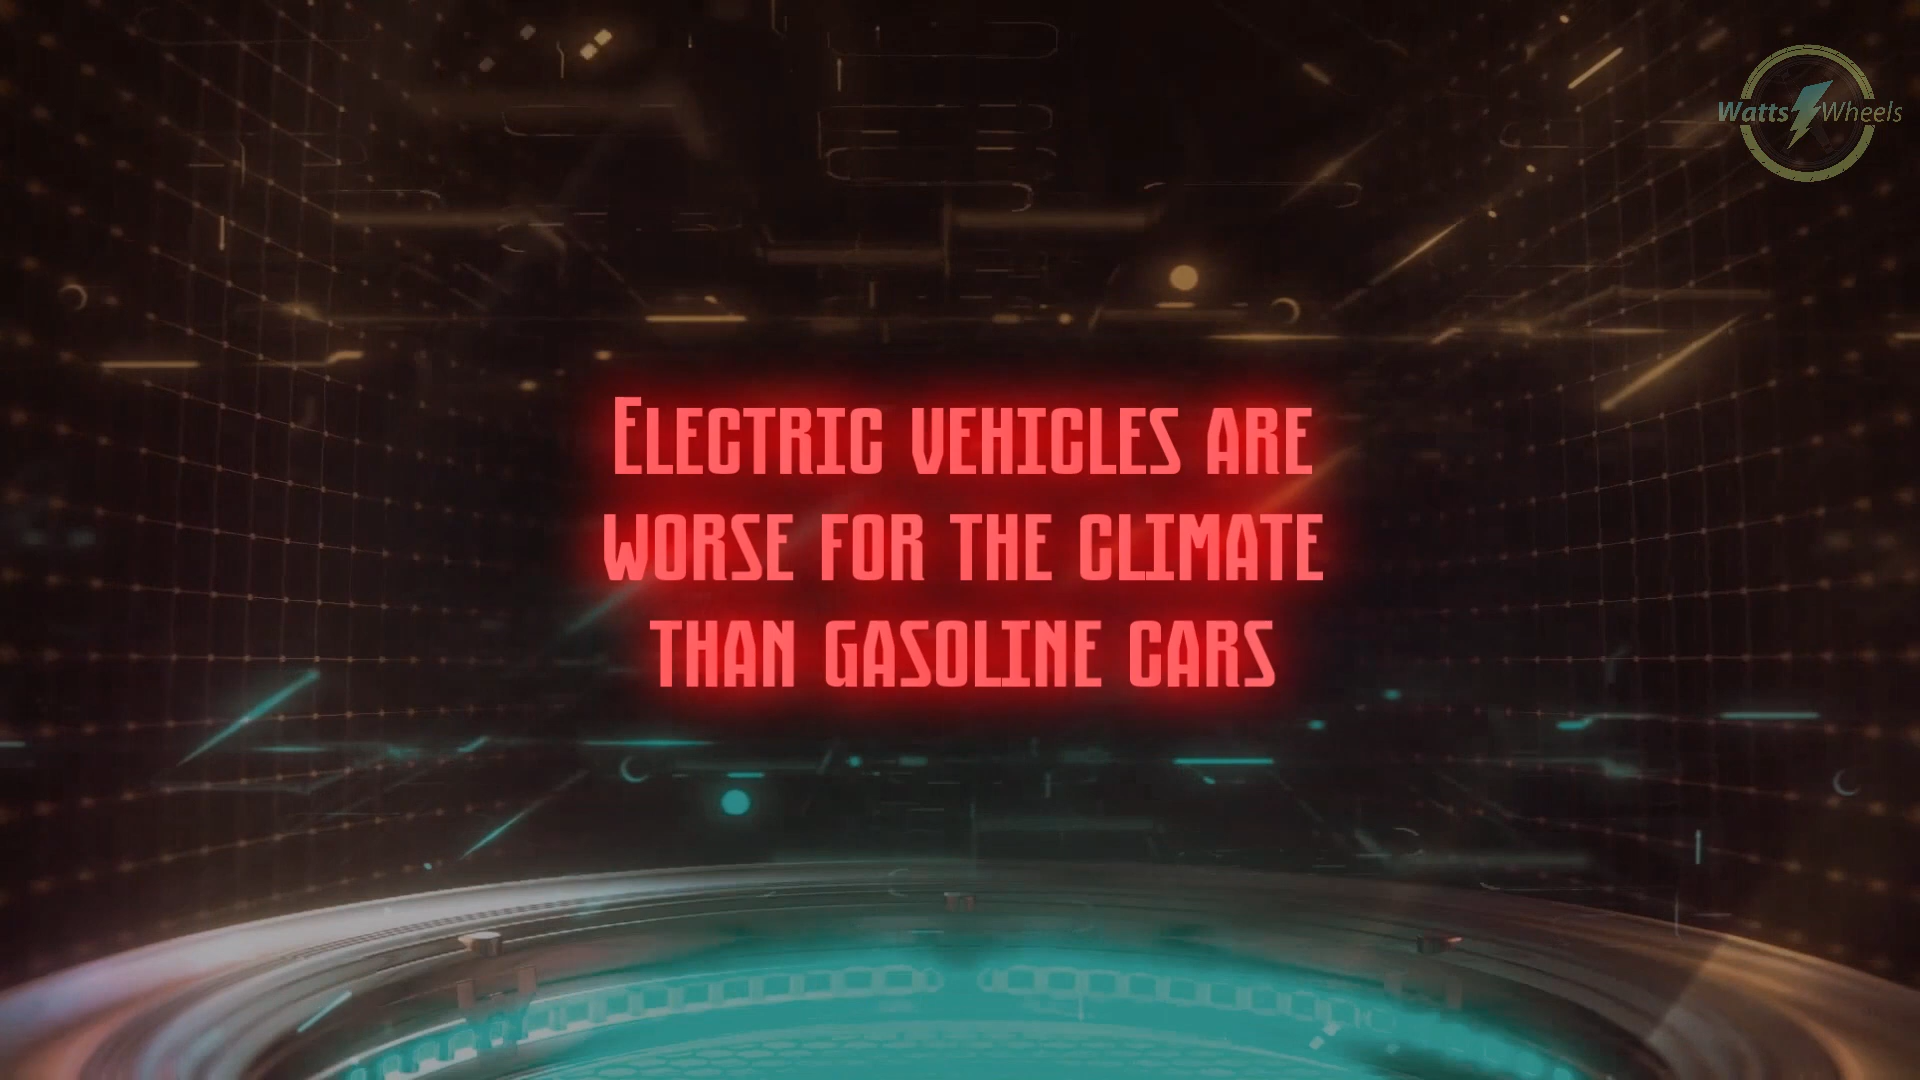 Watts Wheels
Electric vehicles are
worse for the climate
than gasoline cars